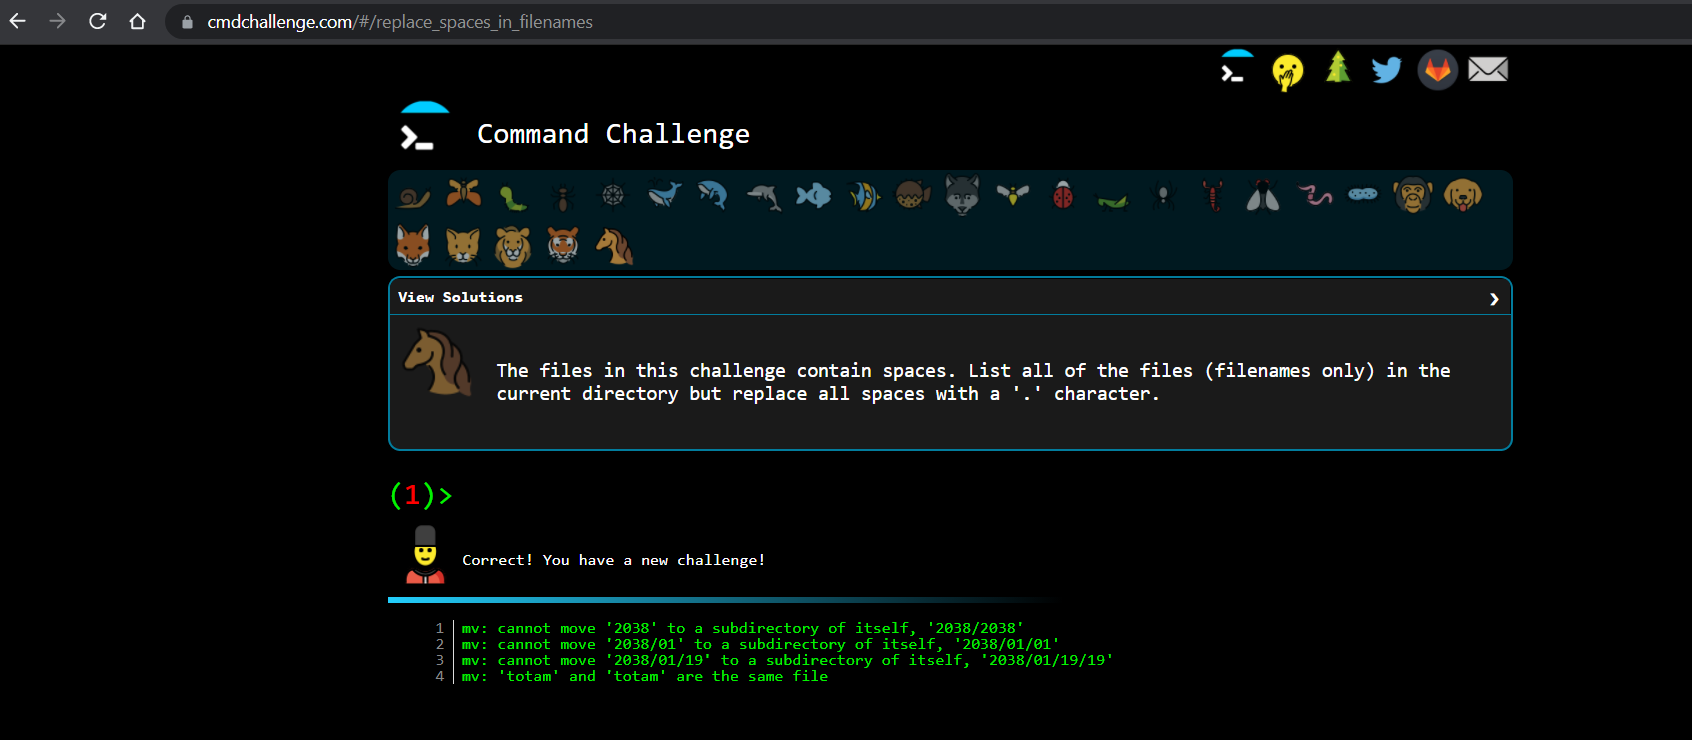 cmdchallenge.com/#/replace_spaces_in_filenames
Command Challenge
View Solutions
The files in this challenge contain spaces. List all of the files (filenames only) in the
current directory but replace all spaces with a '.' character.
(1)>
Correct! You have a new challenge!
1 mv: cannot move '2038' to a subdirectory of itself, '2038/2038'
2 mv: cannot move '2038/01' to a subdirectory of itself, '2038/01/01'
3 mv: cannot move '2038/01/19' to a subdirectory of itself, '2038/01/19/19'
4 mv: 'totam' and 'totam' are the same file